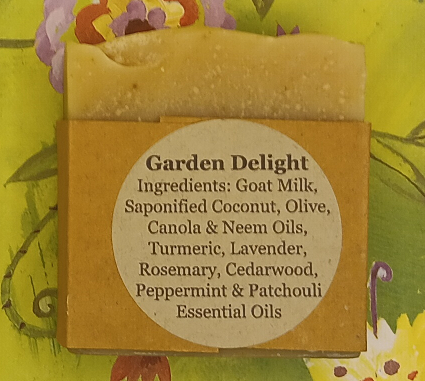 Garden Delight
Ingredients: Goat Milk,
Saponified Coconut, Olive,
Canola & Neem Oils,
Turmeric, Lavender,
Rosemary, Cedarwood,
Peppermint & Patchouli
Essential Oils